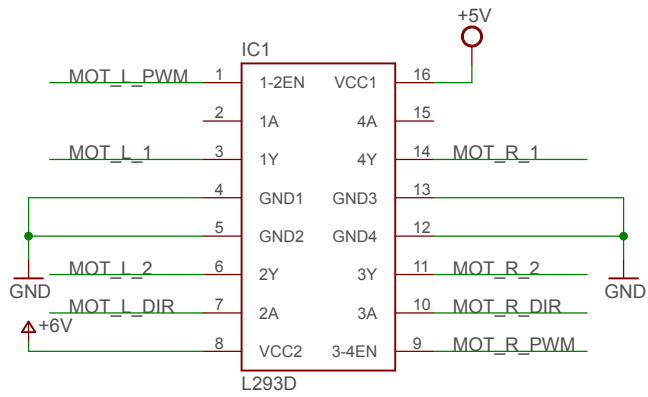 +5V
IC1
MOT_L_PWM 1 1-2EN VCC1 16
2 1A 4A 15
MOT_L_1 3 1Y 4Y 14 MOT_R_1
4 GND1 GND3 13
5 GND2 GND4 12
MOT_L_2 6 2Y 3Y 11 MOT_R_2
GND GND
MOT_L_DIR 7 2A 3A 10 MOT_R_DIR
+6V
8 VCC2 3-4EN 9 MOT_R_PWM
L293D